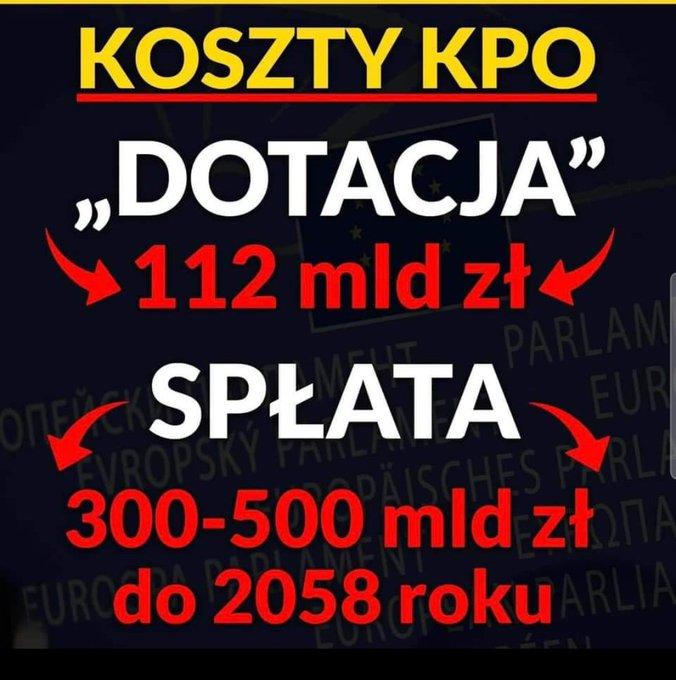 KOSZTY KPO
„DOTACJA”
112 mld zł
SPŁATA
300-500 mld zł
do 2058 roku